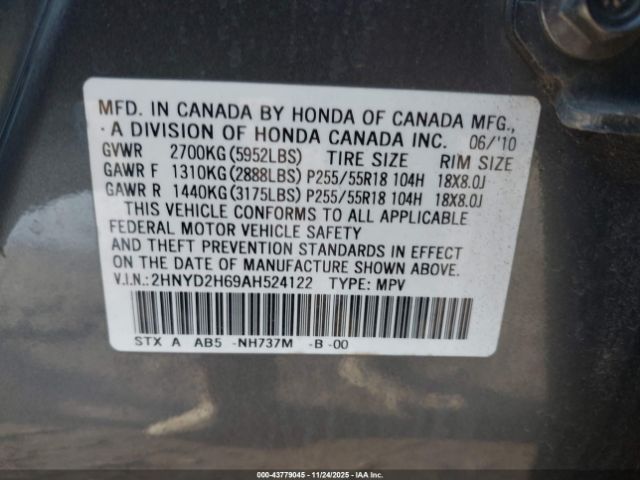 MFD. IN CANADA BY HONDA OF CANADA MFG.,
A DIVISION OF HONDA CANADA INC. 06/'10
GVWR 2700KG(5952LBS) TIRE SIZE RIM SIZE
GAWR F 1310KG(2888LBS) P255/55R18 104H 18X8.0J
GAWR R 1440KG(3175LBS) P255/55R18 104H 18X8.0J
THIS VEHICLE CONFORMS TO ALL APPLICABLE
FEDERAL MOTOR VEHICLE SAFETY
AND THEFT PREVENTION STANDARDS IN EFFECT
ON THE DATE OF MANUFACTURE SHOWN ABOVE.
V.I.N.:2HNYD2H69AH524122 TYPE: MPV
STX A AB5 -NH737M -B-00
000-43779045 - 11/24/2025 - IAA, Inc.